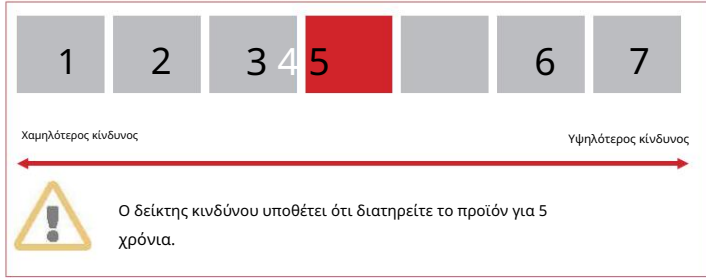 1 2 3 4 5 6 7
Χαμηλότερος κίνδυνος
Υψηλότερος κίνδυνος
Ο δείκτης κινδύνου υποθέτει ότι διατηρείτε το προϊόν για 5
χρόνια.